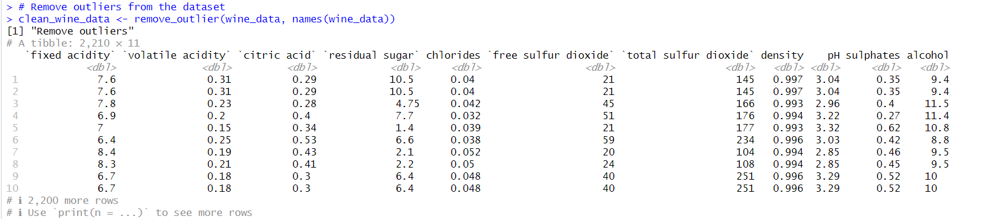 > # Remove outliers from the dataset
> clean_wine_data <- remove_outlier(wine_data, names(wine_data))
[1] "Remove outliers"
# A tibble: 2,210 × 11
`fixed acidity` `volatile acidity` `citric acid` `residual sugar` chlorides `free sulfur dioxide` `total sulfur dioxide` density pH sulphates alcohol
<dbl> <dbl> <dbl> <dbl> <dbl> <dbl> <dbl> <dbl> <dbl> <dbl> <dbl>
1 7.6 0.31 0.29 10.5 0.04 21 145 0.997 3.04 0.35 9.4
2 7.6 0.31 0.29 10.5 0.04 21 145 0.997 3.04 0.35 9.4
3 7.8 0.23 0.28 4.75 0.042 45 166 0.993 2.96 0.4 11.5
4 6.9 0.2 0.4 7.7 0.032 51 176 0.994 3.22 0.27 11.4
5 7 0.15 0.34 1.4 0.039 21 177 0.993 3.32 0.62 10.8
6 6.4 0.25 0.53 6.6 0.038 59 234 0.996 3.03 0.42 8.8
7 8.4 0.19 0.43 2.1 0.052 20 104 0.994 2.85 0.46 9.5
8 8.3 0.21 0.41 2.2 0.05 24 108 0.994 2.85 0.45 9.5
9 6.7 0.18 0.3 6.4 0.048 40 251 0.996 3.29 0.52 10
10 6.7 0.18 0.3 6.4 0.048 40 251 0.996 3.29 0.52 10
# ℹ 2,200 more rows
# ℹ Use `print(n = ...)` to see more rows